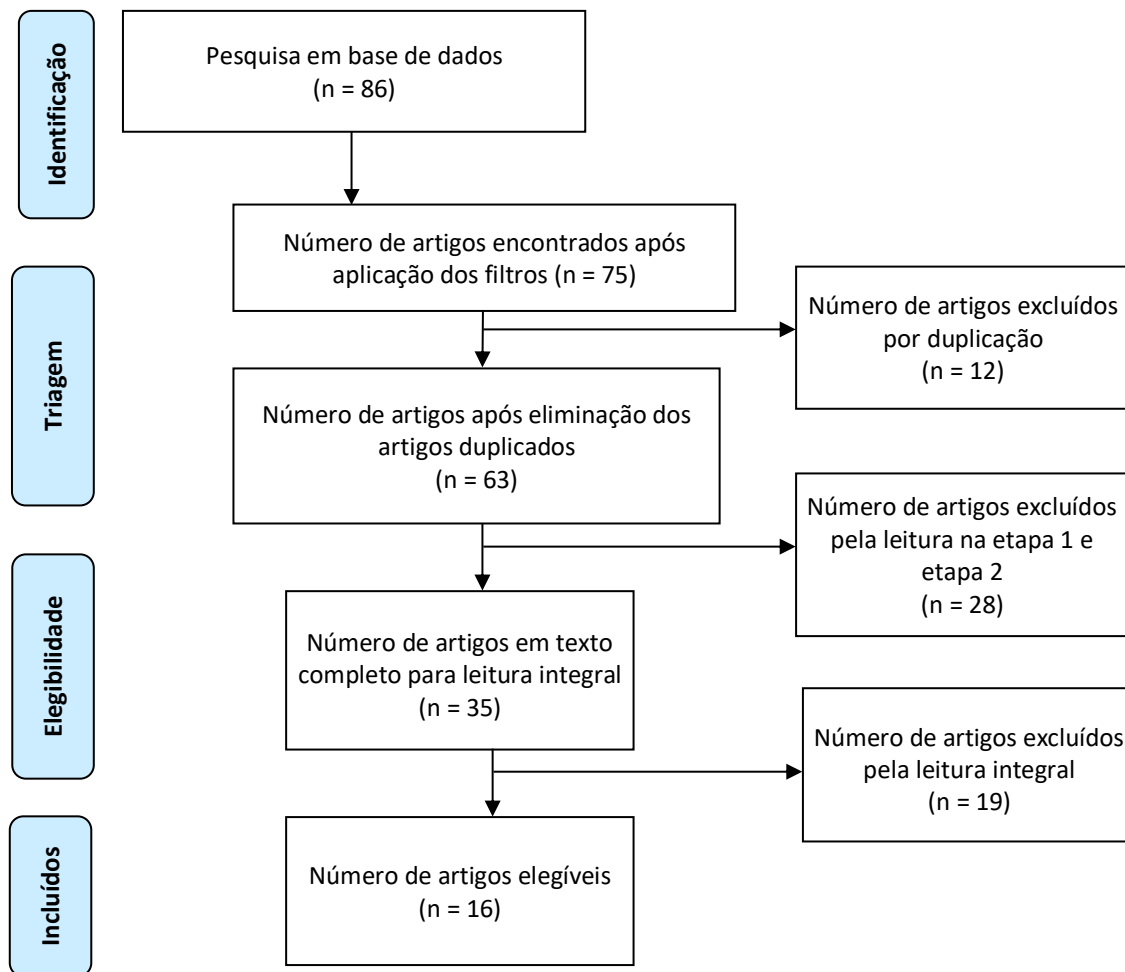 Identificação
Pesquisa em base de dados
(n = 86)
Número de artigos encontrados após
aplicação dos filtros (n = 75)
Triagem
Número de artigos excluídos
por duplicação
(n = 12)
Número de artigos após eliminação dos
artigos duplicados
(n = 63)
Número de artigos excluídos
pela leitura na etapa 1 e
etapa 2
(n = 28)
Elegibilidade
Número de artigos em texto
completo para leitura integral
(n = 35)
Número de artigos excluídos
pela leitura integral
(n = 19)
Incluídos
Número de artigos elegíveis
(n = 16)